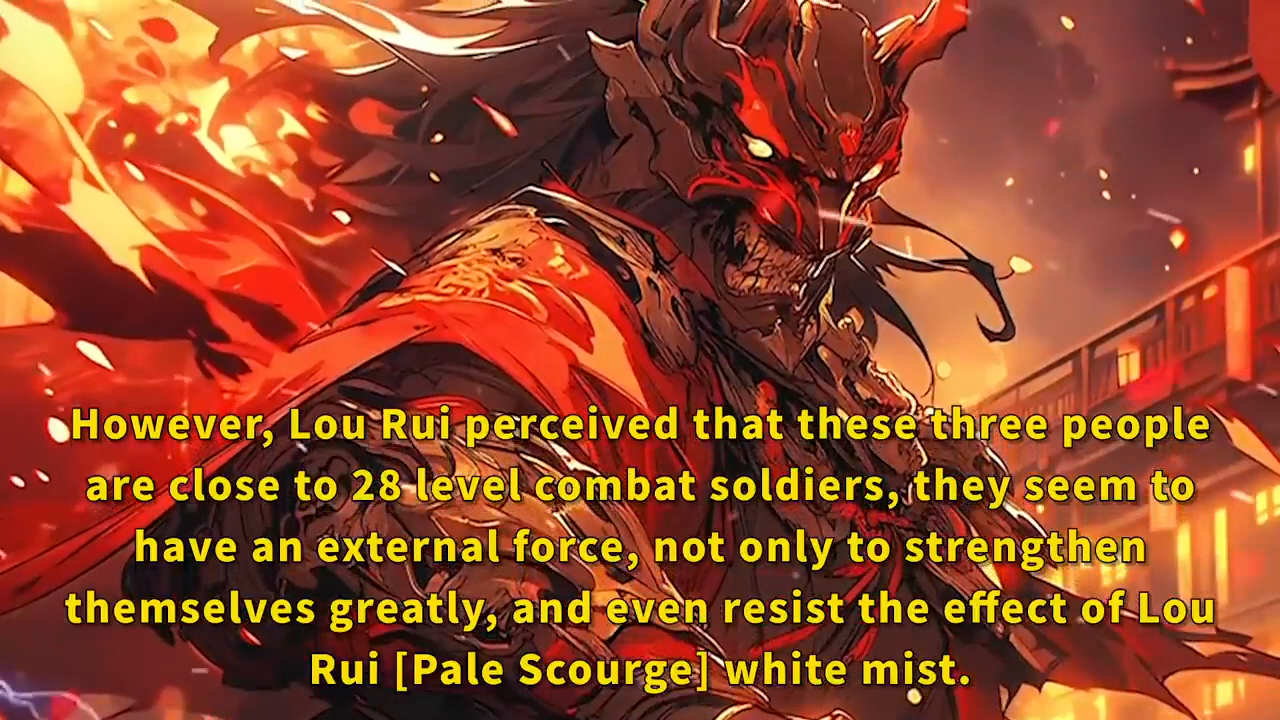 However, Lou Rui perceived that these three people
are close to 28 level combat soldiers, they seem to
have an external force, not only to strengthen
themselves greatly, and even resist the effect of Lou
Rui [Pale Scourge] white mist.